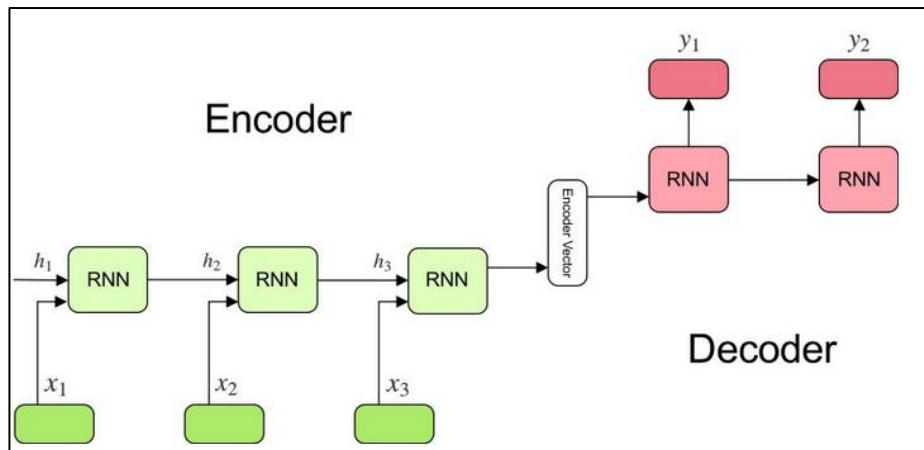 y₁
y₂
Encoder
RNN
RNN
Encoder Vector
h₁
RNN
h₂
RNN
h₃
RNN
Decoder
x₁
x₂
x₃